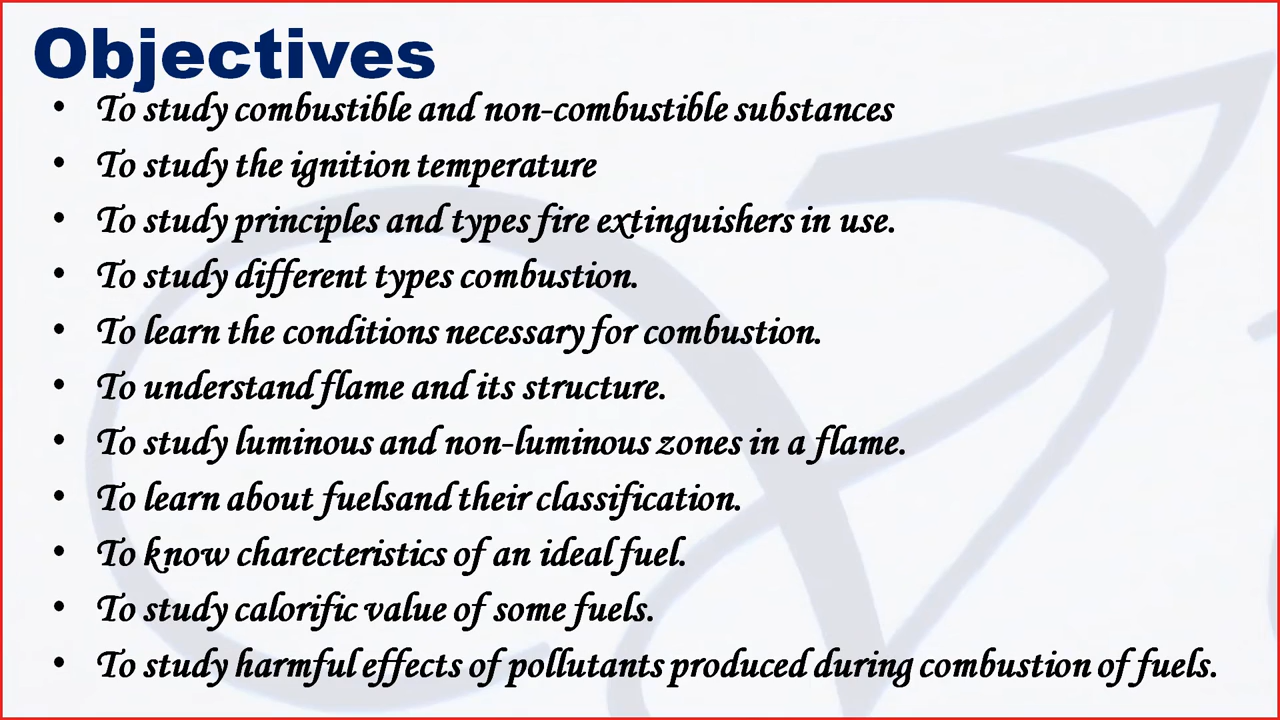 Objectives
• To study combustible and non-combustible substances
• To study the ignition temperature
• To study principles and types fire extinguishers in use.
• To study different types combustion.
• To learn the conditions necessary for combustion.
• To understand flame and its structure.
• To study luminous and non-luminous zones in a flame.
• To learn about fuelsand their classification.
• To know charecteristics of an ideal fuel.
• To study calorific value of some fuels.
• To study harmful effects of pollutants produced during combustion of fuels.